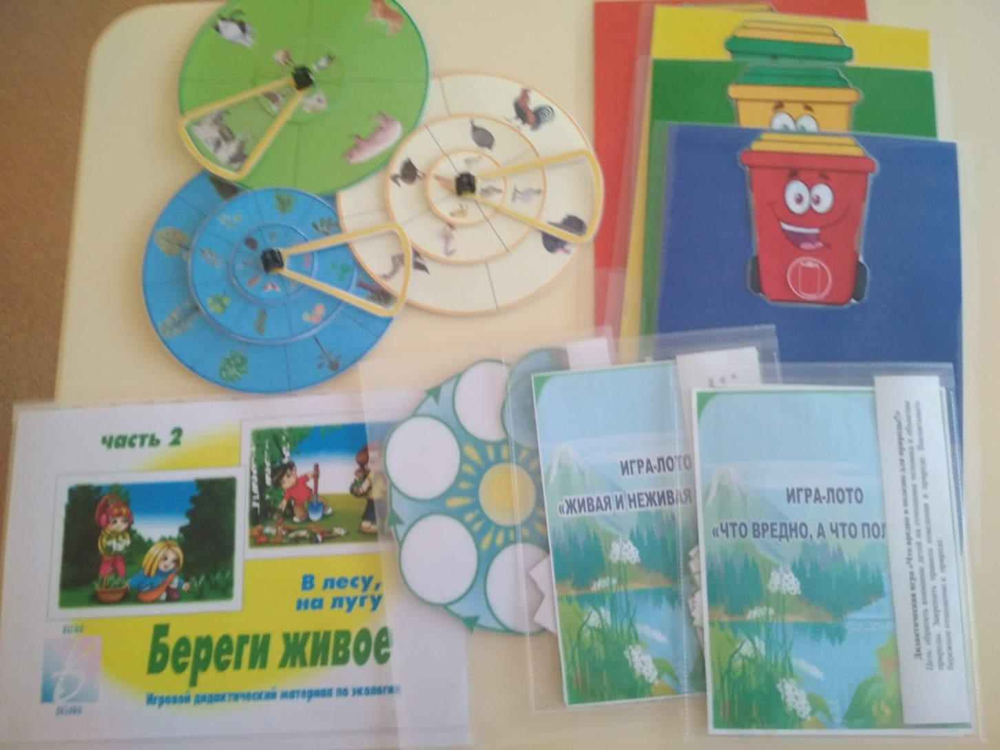 часть 2
В лесу,
на лугу
Береги живое
Игровой дидактический материал по экологии
ВЕСНА
ДИЗАЙН
ИГРА-ЛОТО
«ЖИВАЯ И НЕЖИВАЯ
ИГРА-ЛОТО
«ЧТО ВРЕДНО, А ЧТО ПОЛ
Дидактическая игра «Что вредно и полезно для природы?»
Цель: обратить внимание детей на отношение человека к объектам
природы. Закрепить правила поведения в природе. Воспитывать
бережное отношение к природе.